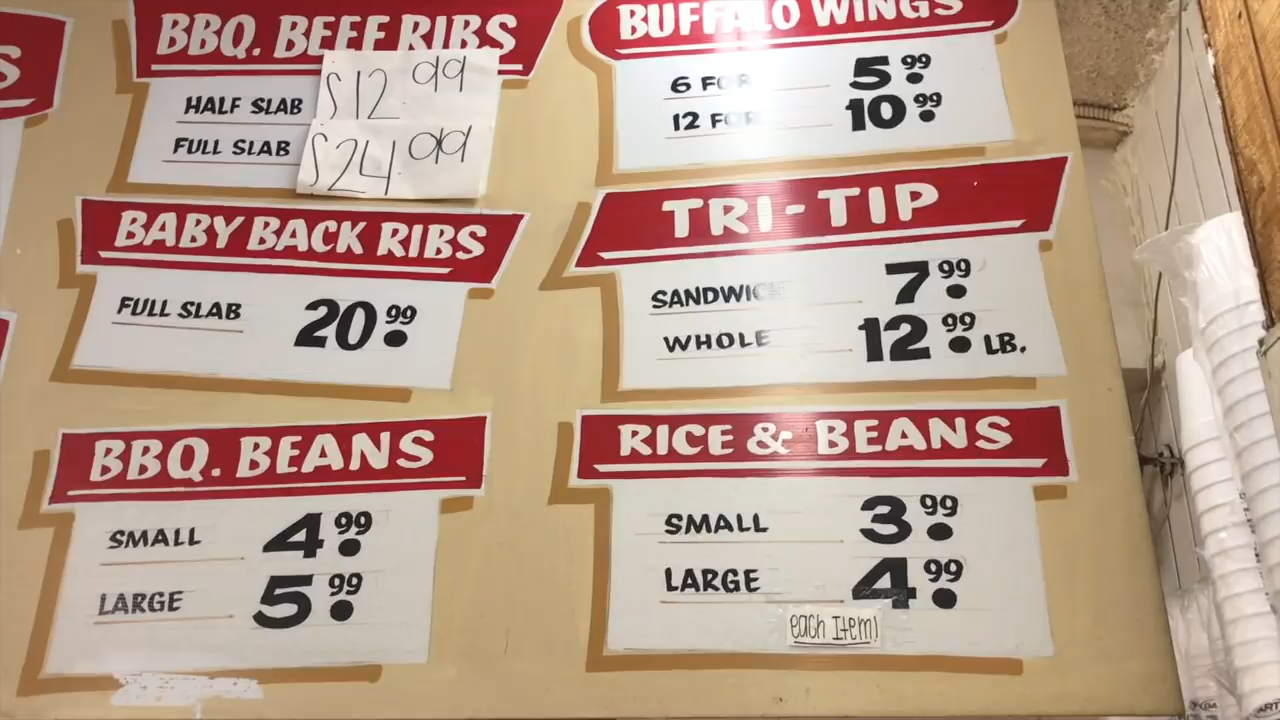 S
BBQ. BEEF RIBS
HALF SLAB $12.99
FULL SLAB $24.99
BUFFALO WINGS
6 FOR 5.99
12 FOR 10.99
BABY BACK RIBS
FULL SLAB 20.99
TRI-TIP
SANDWICH 7.99
WHOLE 12.99 LB.
BBQ. BEANS
SMALL 4.99
LARGE 5.99
RICE & BEANS
SMALL 3.99
LARGE 4.99
each Item!